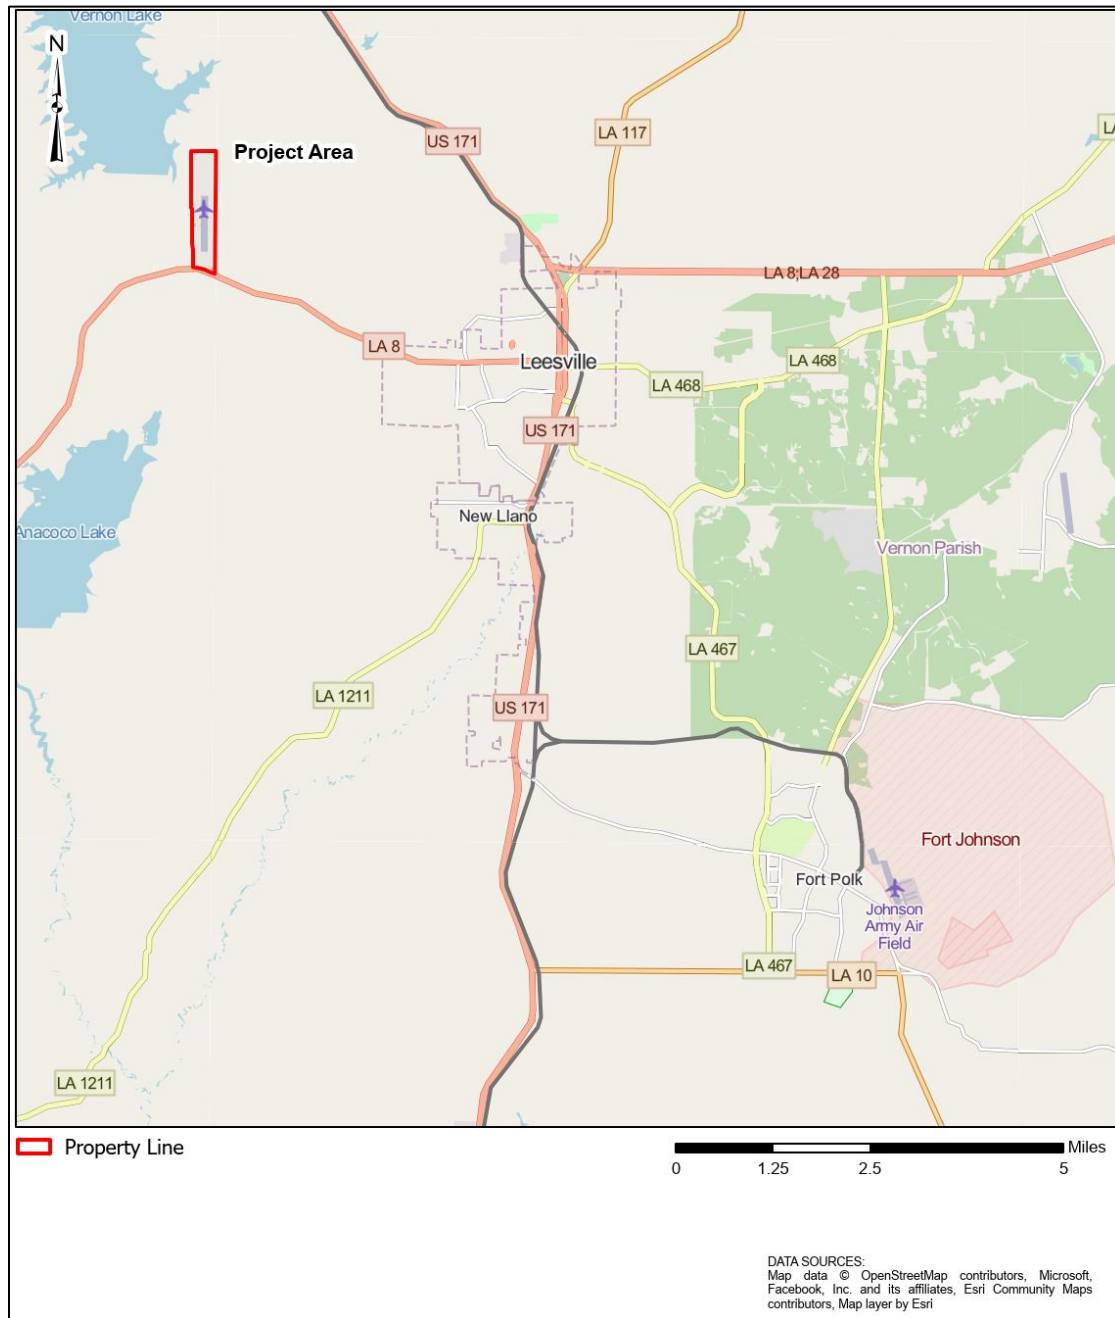 Vernon Lake
N
US 171
LA 117
Project Area
LA 8;LA 28
LA 8
Leesville
LA 468
LA 468
US 171
New Llano
Anacoco Lake
Vernon Parish
LA 467
LA 1211
US 171
Fort Johnson
Fort Polk
Johnson
Army Air
Field
LA 467
LA 10
LA 1211
Property Line
Miles
0 1.25 2.5 5
DATA SOURCES:
Map data © OpenStreetMap contributors, Microsoft,
Facebook, Inc. and its affiliates, Esri Community Maps
contributors, Map layer by Esri